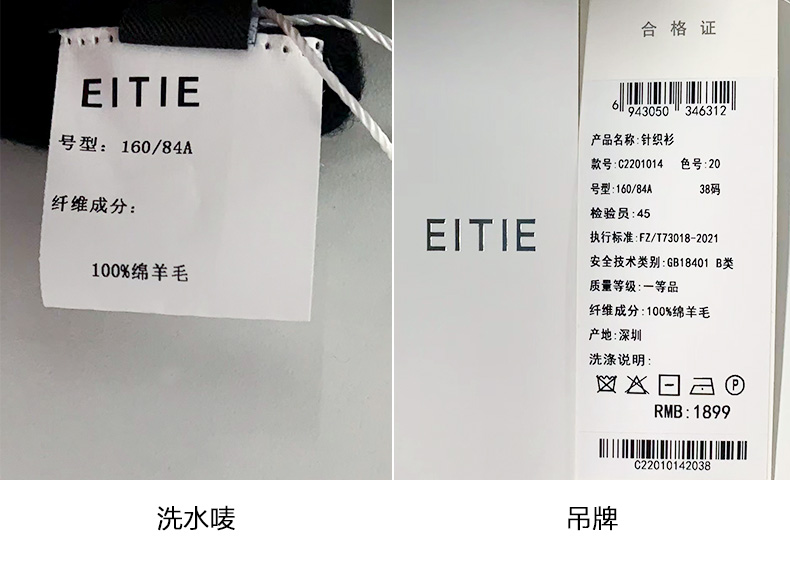 EITIE
号型：160/84A
纤维成分：
100%绵羊毛
洗水唛
EITIE
合格证
6 943050 346312
产品名称:针织衫
款号:C2201014 色号:20
号型:160/84A 38码
检验员:45
执行标准:FZ/T73018-2021
安全技术类别:GB18401 B类
质量等级:一等品
纤维成分:100%绵羊毛
产地:深圳
洗涤说明:
P
RMB:1899
C22010142038
吊牌